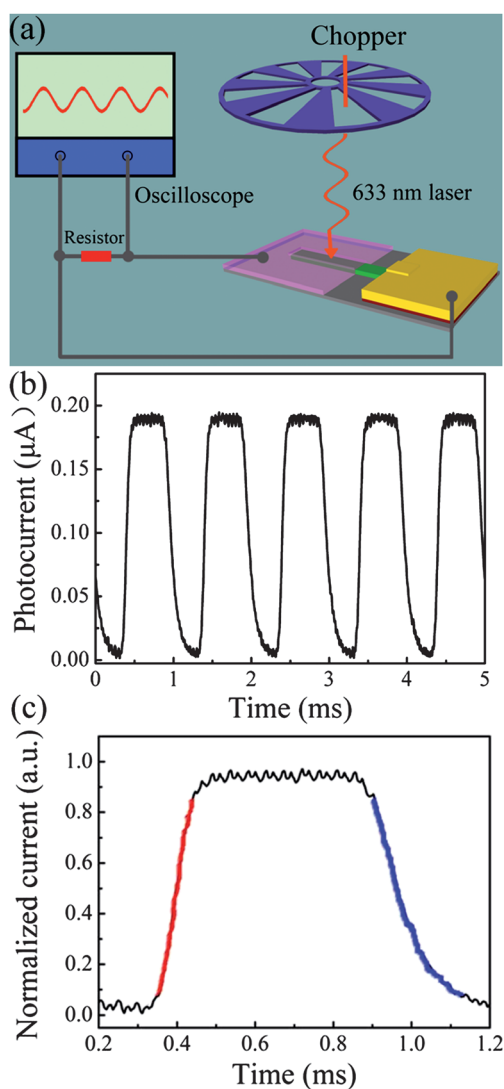 (a)
Chopper
Oscilloscope
633 nm laser
Resistor
(b)
Photocurrent (μA)
0.20
0.15
0.10
0.05
0.00
0 1 2 3 4 5
Time (ms)
(c)
Normalized current (a.u.)
1.0
0.8
0.6
0.4
0.2
0.0
0.2 0.4 0.6 0.8 1.0 1.2
Time (ms)